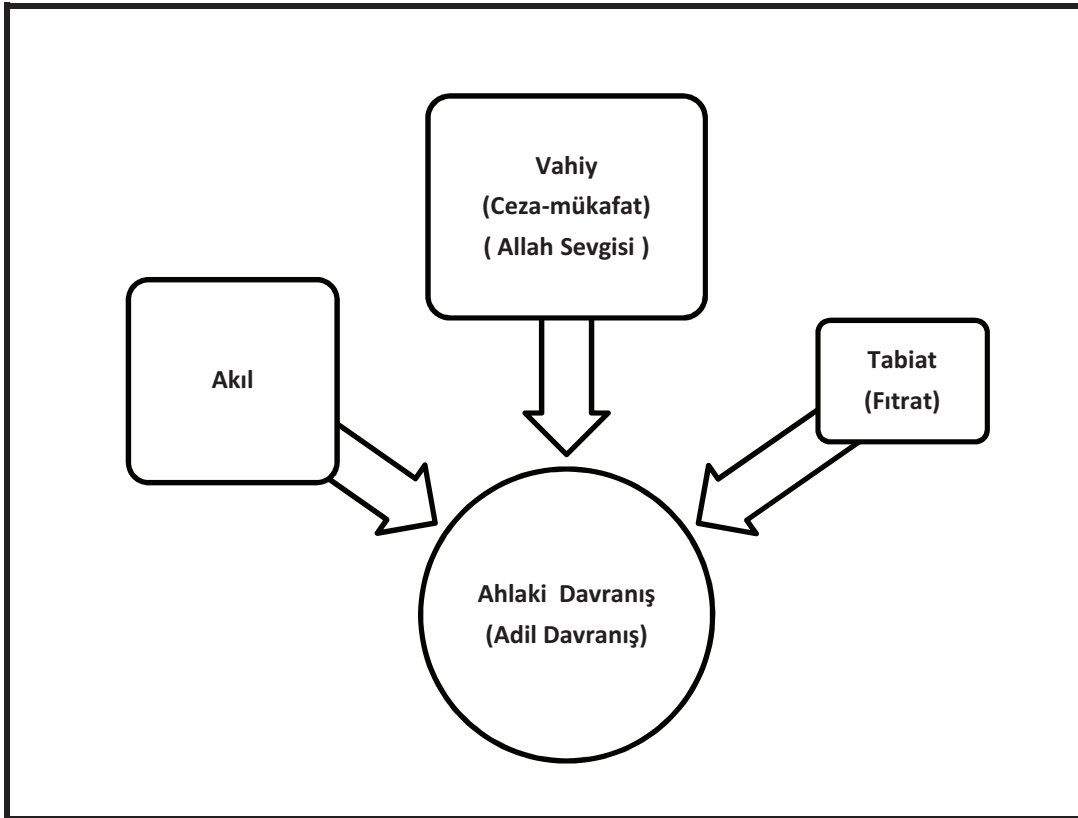 Vahiy
(Ceza-mükafat)
( Allah Sevgisi )
Akıl
Tabiat
(Fıtrat)
Ahlaki  Davranış
(Adil Davranış)